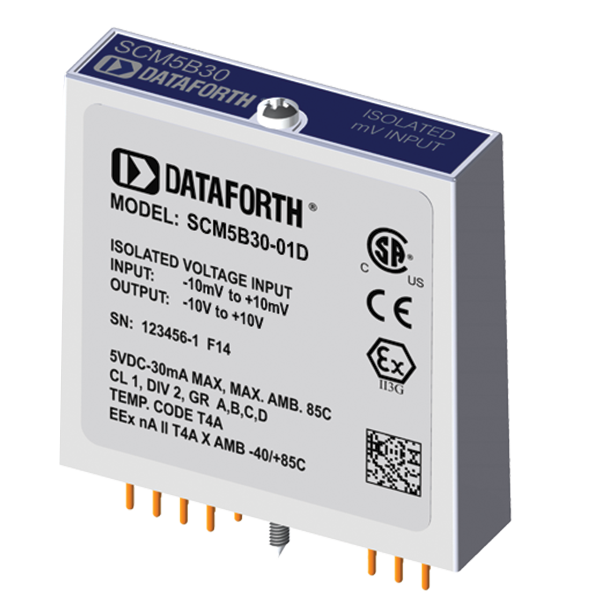 SCM5B30
DATAFORTH
ISOLATED
mV INPUT
DATAFORTH®
MODEL: SCM5B30-01D
ISOLATED VOLTAGE INPUT
INPUT: -10mV to +10mV
OUTPUT: -10V to +10V
SN: 123456-1 F14
5VDC-30mA MAX, MAX. AMB. 85C
CL 1, DIV 2, GR A,B,C,D
TEMP. CODE T4A
EEx nA II T4A X AMB -40/+85C
SA®
C US
CE
Ex
II3G